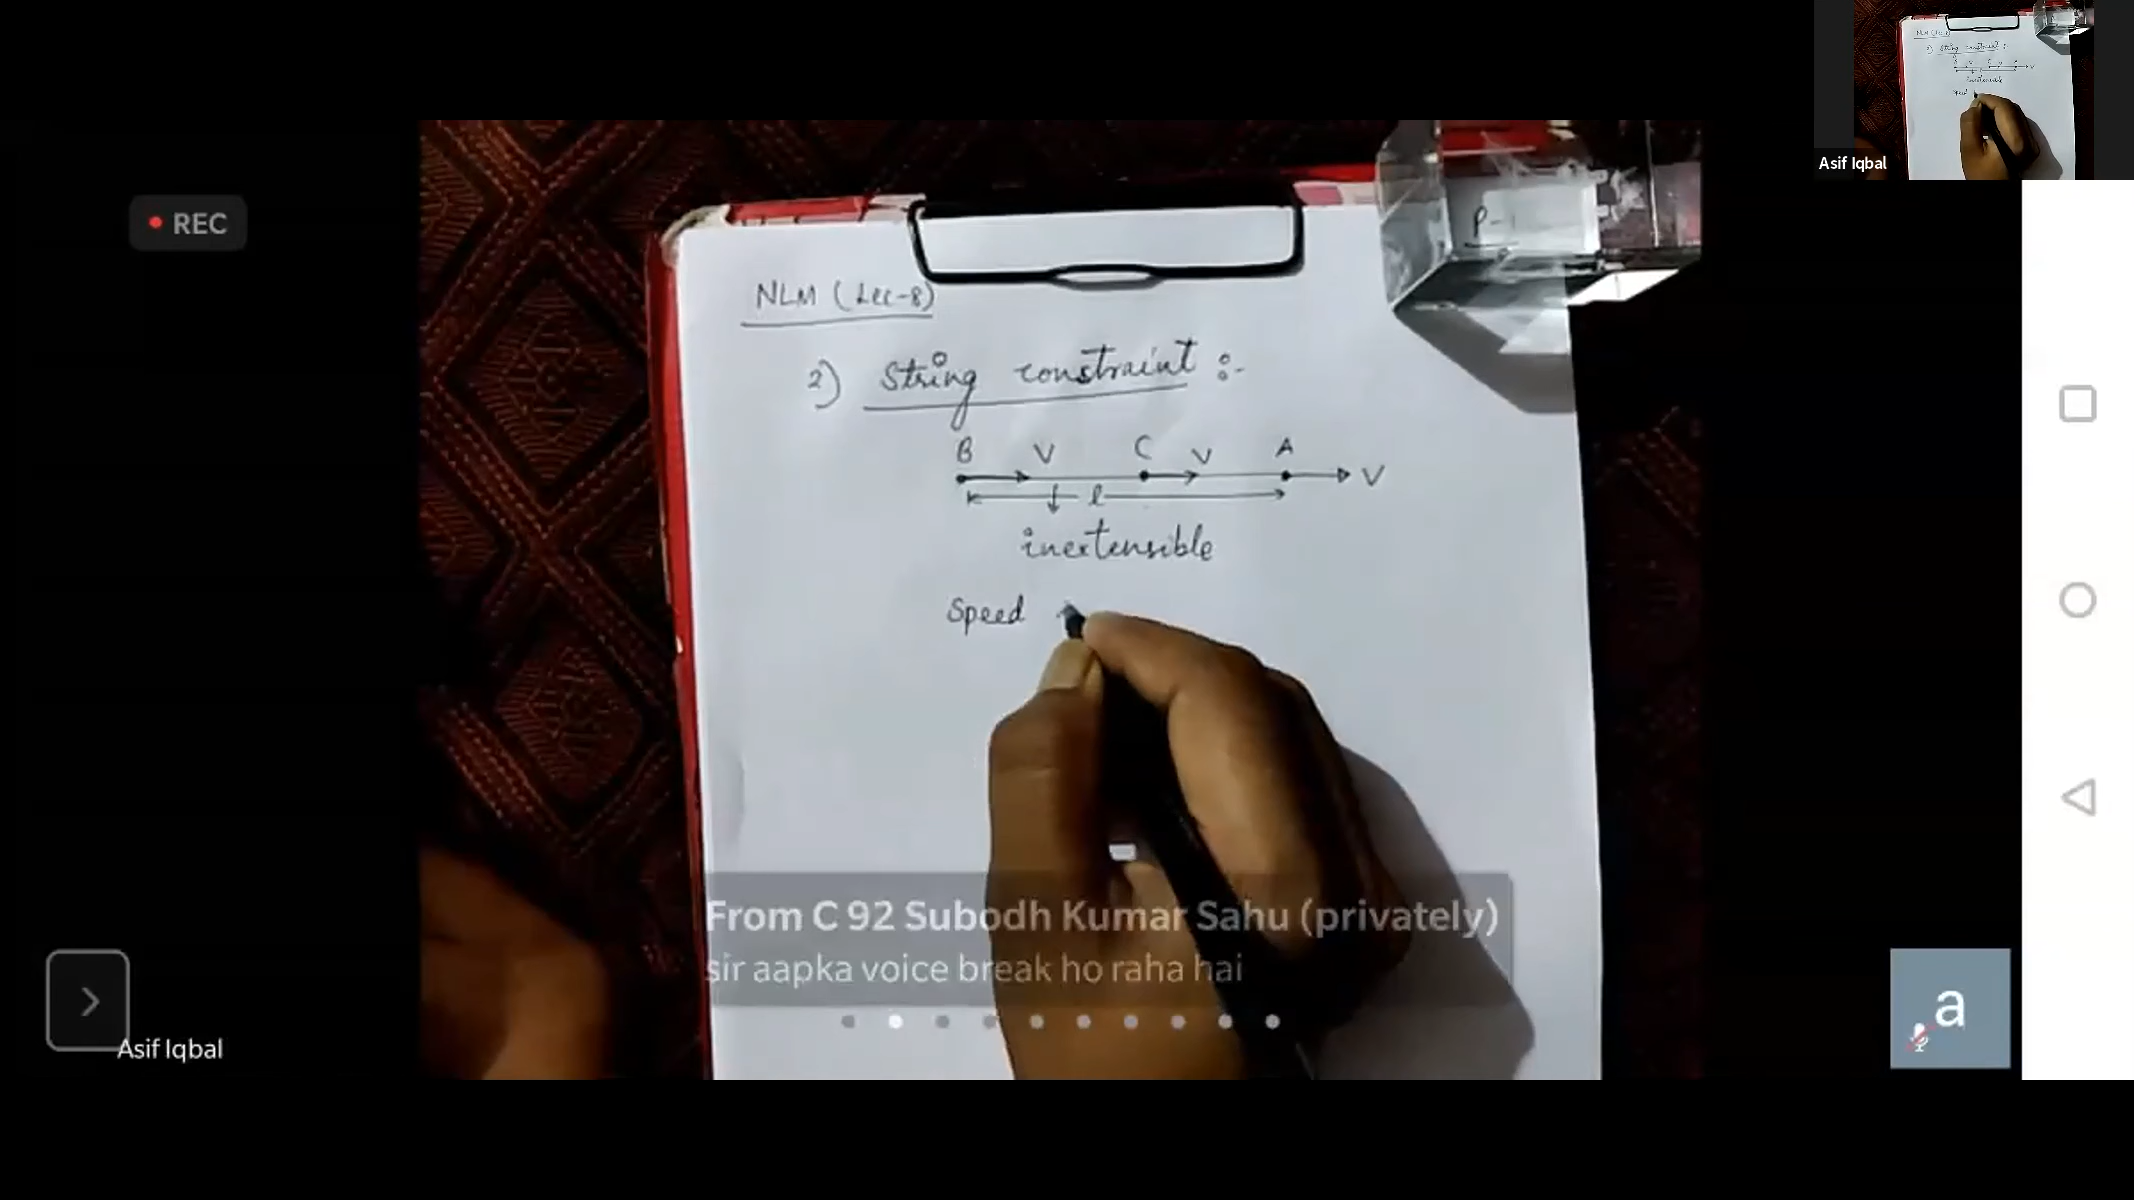 Asif Iqbal
REC
P-1
NLM (Lec-8)
2) String constraint :-
B V C V A V
l
inextensible
Speed
From C 92 Subodh Kumar Sahu (privately)
sir aapka voice break ho raha hai
Asif Iqbal
a